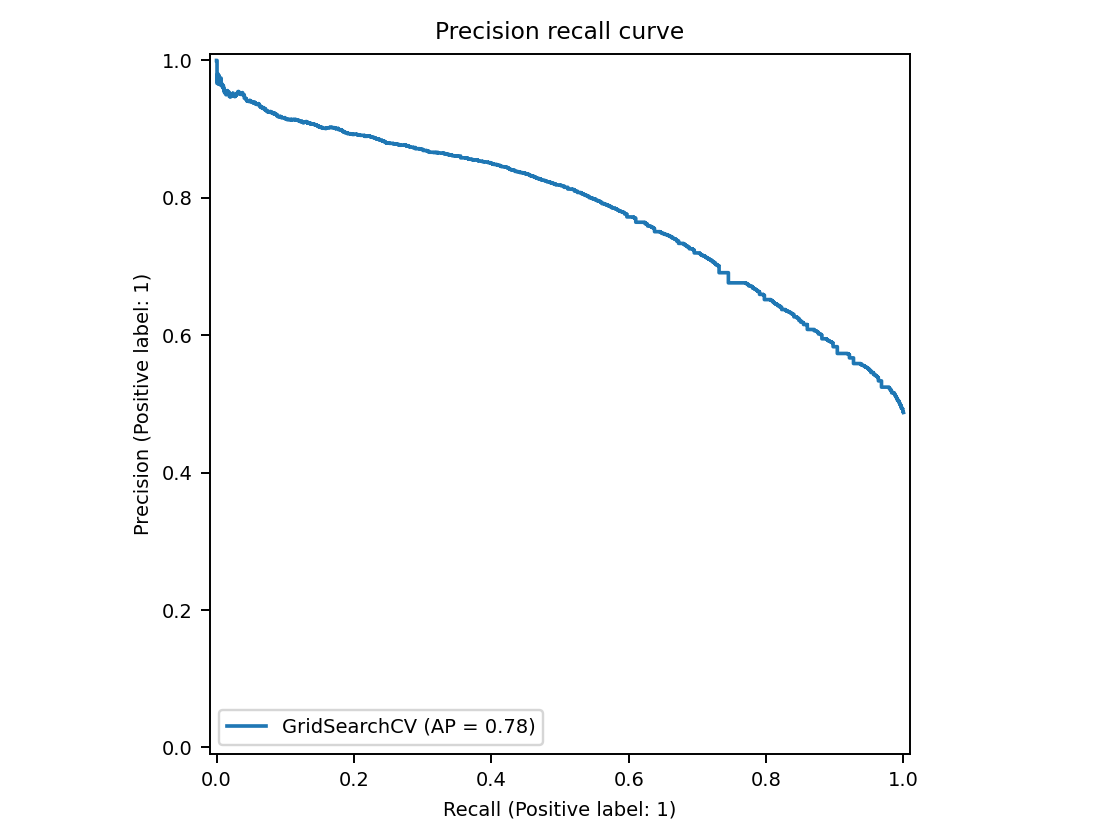 Precision recall curve
1.0
0.8
0.6
0.4
0.2
0.0
Precision (Positive label: 1)
GridSearchCV (AP = 0.78)
0.0 0.2 0.4 0.6 0.8 1.0
Recall (Positive label: 1)